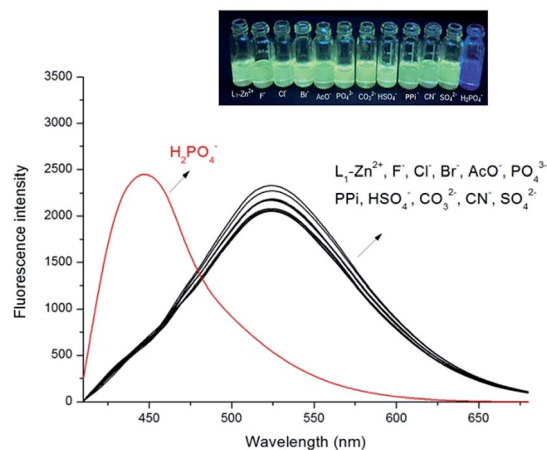 L₁-Zn²⁺ F⁻ Cl⁻ Br⁻ AcO⁻ PO₄³⁻ CO₃²⁻ HSO₄⁻ PPi CN⁻ SO₄²⁻ H₂PO₄⁻
3500
3000
2500
2000
1500
1000
500
0
Fluorescence intensity
H₂PO₄⁻
L₁-Zn²⁺, F⁻, Cl⁻, Br⁻, AcO⁻, PO₄³⁻
PPi, HSO₄⁻, CO₃²⁻, CN⁻, SO₄²⁻
450 500 550 600 650
Wavelength (nm)